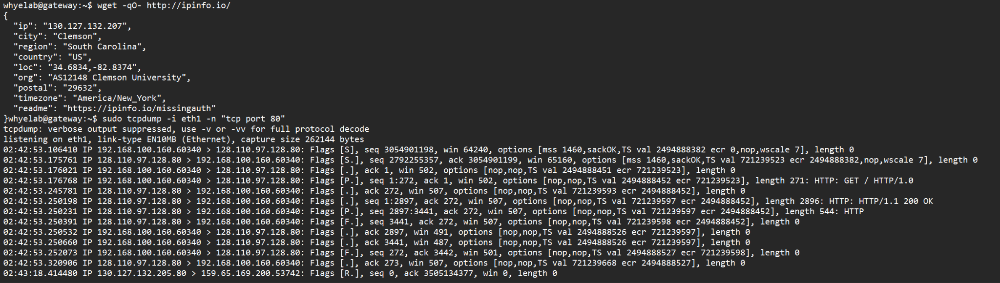 whyelab@gateway:~$ wget -qO- http://ipinfo.io/
{
  "ip": "130.127.132.207",
  "city": "Clemson",
  "region": "South Carolina",
  "country": "US",
  "loc": "34.6834,-82.8374",
  "org": "AS12148 Clemson University",
  "postal": "29632",
  "timezone": "America/New_York",
  "readme": "https://ipinfo.io/missingauth"
}whyelab@gateway:~$ sudo tcpdump -i eth1 -n "tcp port 80"
tcpdump: verbose output suppressed, use -v or -vv for full protocol decode
listening on eth1, link-type EN10MB (Ethernet), capture size 262144 bytes
02:42:53.106410 IP 192.168.100.160.60340 > 128.110.97.128.80: Flags [S], seq 3054901198, win 64240, options [mss 1460,sackOK,TS val 2494888382 ecr 0,nop,wscale 7], length 0
02:42:53.175761 IP 128.110.97.128.80 > 192.168.100.160.60340: Flags [S.], seq 2792255357, ack 3054901199, win 65160, options [mss 1460,sackOK,TS val 721239523 ecr 2494888382,nop,wscale 7], length 0
02:42:53.176021 IP 192.168.100.160.60340 > 128.110.97.128.80: Flags [.], ack 1, win 502, options [nop,nop,TS val 2494888451 ecr 721239523], length 0
02:42:53.176768 IP 192.168.100.160.60340 > 128.110.97.128.80: Flags [P.], seq 1:272, ack 1, win 502, options [nop,nop,TS val 2494888452 ecr 721239523], length 271: HTTP: GET / HTTP/1.0
02:42:53.245781 IP 128.110.97.128.80 > 192.168.100.160.60340: Flags [.], ack 272, win 507, options [nop,nop,TS val 721239593 ecr 2494888452], length 0
02:42:53.250198 IP 128.110.97.128.80 > 192.168.100.160.60340: Flags [.], seq 1:2897, ack 272, win 507, options [nop,nop,TS val 721239597 ecr 2494888452], length 2896: HTTP: HTTP/1.1 200 OK
02:42:53.250231 IP 128.110.97.128.80 > 192.168.100.160.60340: Flags [P.], seq 2897:3441, ack 272, win 507, options [nop,nop,TS val 721239597 ecr 2494888452], length 544: HTTP
02:42:53.250391 IP 128.110.97.128.80 > 192.168.100.160.60340: Flags [F.], seq 3441, ack 272, win 507, options [nop,nop,TS val 721239598 ecr 2494888452], length 0
02:42:53.250532 IP 192.168.100.160.60340 > 128.110.97.128.80: Flags [.], ack 2897, win 491, options [nop,nop,TS val 2494888526 ecr 721239597], length 0
02:42:53.250660 IP 192.168.100.160.60340 > 128.110.97.128.80: Flags [.], ack 3441, win 487, options [nop,nop,TS val 2494888526 ecr 721239597], length 0
02:42:53.252073 IP 192.168.100.160.60340 > 128.110.97.128.80: Flags [F.], seq 272, ack 3442, win 501, options [nop,nop,TS val 2494888527 ecr 721239598], length 0
02:42:53.320906 IP 128.110.97.128.80 > 192.168.100.160.60340: Flags [.], ack 273, win 507, options [nop,nop,TS val 721239668 ecr 2494888527], length 0
02:43:18.414480 IP 130.127.132.205.80 > 159.65.169.200.53742: Flags [R.], seq 0, ack 3505134377, win 0, length 0